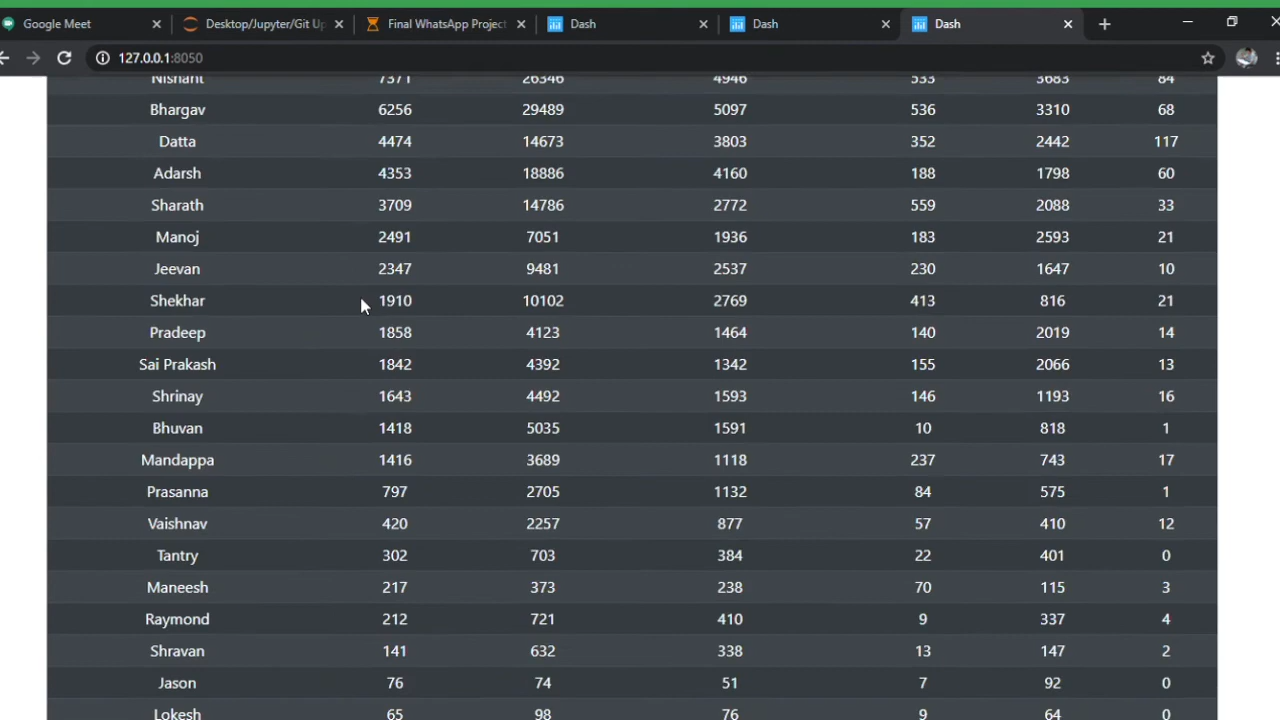 Google Meet
Desktop/Jupyter/Git Up
Final WhatsApp Project
Dash
Dash
Dash
127.0.0.1:8050
Nishant 7371 26346 4946 533 3683 84
Bhargav 6256 29489 5097 536 3310 68
Datta 4474 14673 3803 352 2442 117
Adarsh 4353 18886 4160 188 1798 60
Sharath 3709 14786 2772 559 2088 33
Manoj 2491 7051 1936 183 2593 21
Jeevan 2347 9481 2537 230 1647 10
Shekhar 1910 10102 2769 413 816 21
Pradeep 1858 4123 1464 140 2019 14
Sai Prakash 1842 4392 1342 155 2066 13
Shrinay 1643 4492 1593 146 1193 16
Bhuvan 1418 5035 1591 10 818 1
Mandappa 1416 3689 1118 237 743 17
Prasanna 797 2705 1132 84 575 1
Vaishnav 420 2257 877 57 410 12
Tantry 302 703 384 22 401 0
Maneesh 217 373 238 70 115 3
Raymond 212 721 410 9 337 4
Shravan 141 632 338 13 147 2
Jason 76 74 51 7 92 0
Lokesh 65 98 76 9 64 0